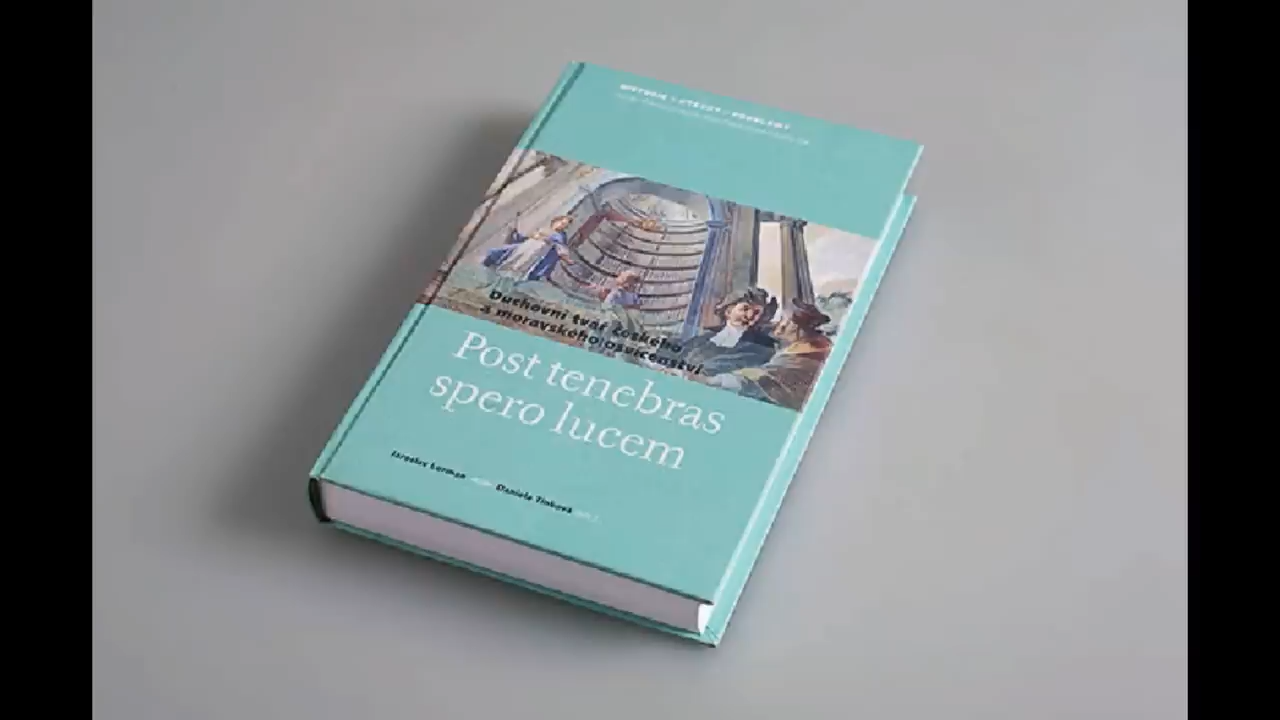 Duchovní tvář českého
a moravského osvícenství
Post tenebras
spero lucem
Jaroslav Lorman Daniela Tinková